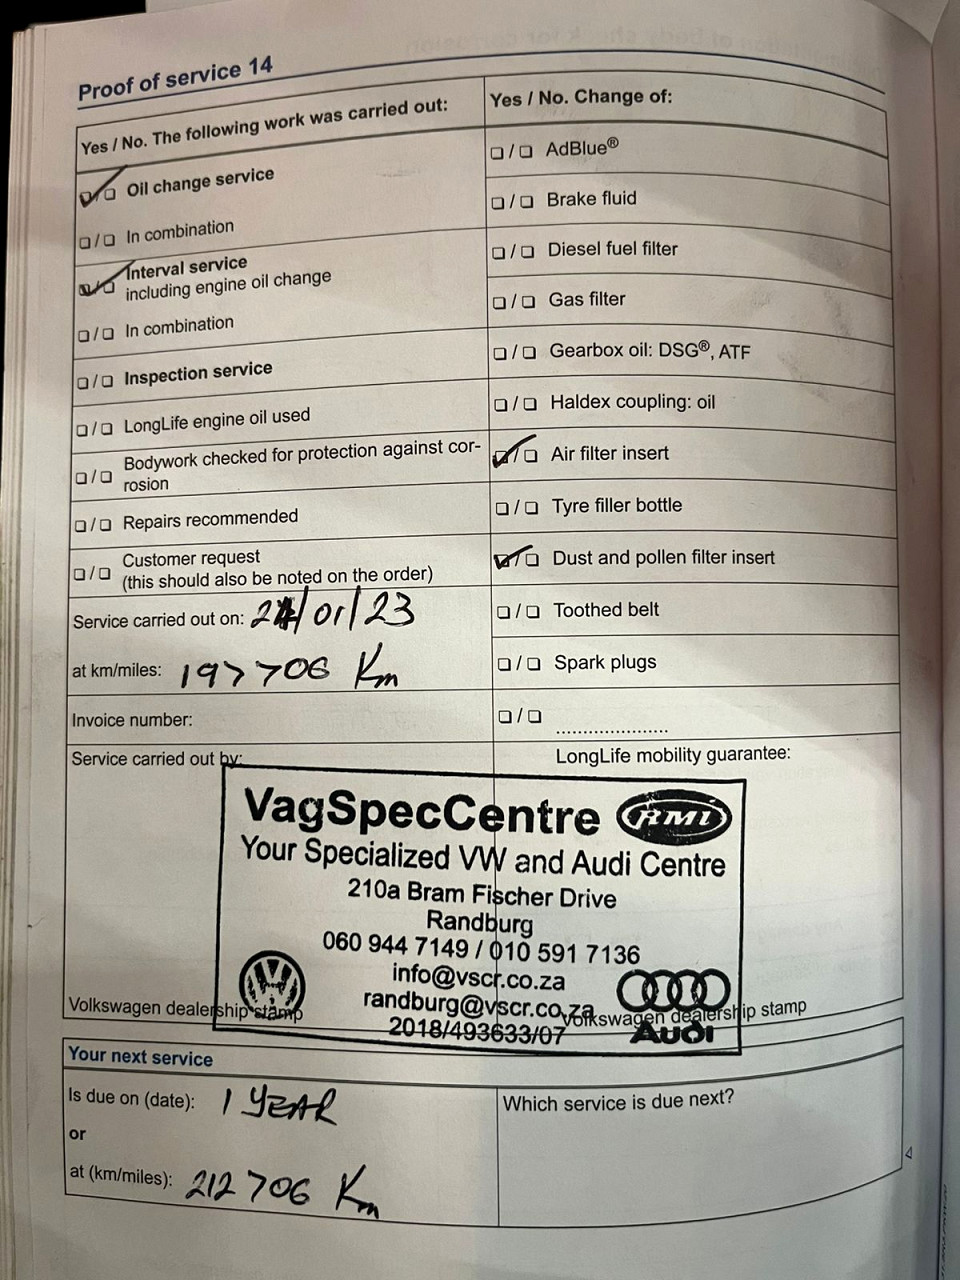 Proof of service 14
Yes / No. The following work was carried out:
Oil change service
In combination
Interval service
including engine oil change
In combination
Inspection service
LongLife engine oil used
Bodywork checked for protection against cor-
rosion
Repairs recommended
Customer request
(this should also be noted on the order)
Service carried out on: 24/01/23
at km/miles: 197706 Km
Invoice number:
Service carried out by:
Yes / No. Change of:
AdBlue®
Brake fluid
Diesel fuel filter
Gas filter
Gearbox oil: DSG®, ATF
Haldex coupling: oil
Air filter insert
Tyre filler bottle
Dust and pollen filter insert
Toothed belt
Spark plugs
LongLife mobility guarantee:
VagSpecCentre RMI
Your Specialized VW and Audi Centre
210a Bram Fischer Drive
Randburg
060 944 7149 / 010 591 7136
info@vscr.co.za
randburg@vscr.co.za
2018/493633/07
Audi
Volkswagen dealership stamp
Volkswagen dealership stamp
Your next service
Is due on (date): 1 YEAR
or
at (km/miles): 212706 Km
Which service is due next?